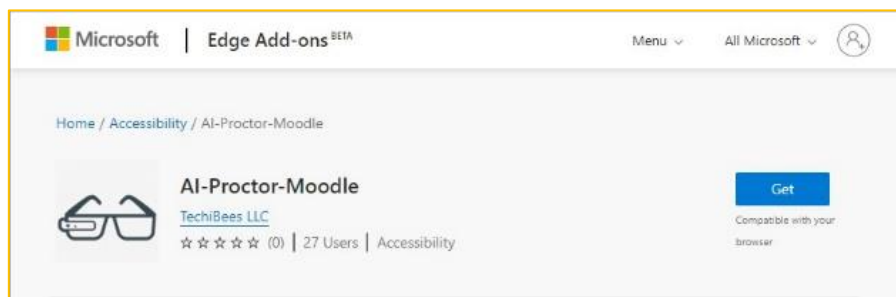 Microsoft | Edge Add-ons BETA Menu All Microsoft
Home / Accessibility / AI-Proctor-Moodle
AI-Proctor-Moodle
Get
TechiBees LLC
(0) | 27 Users | Accessibility
Compatible with your
browser